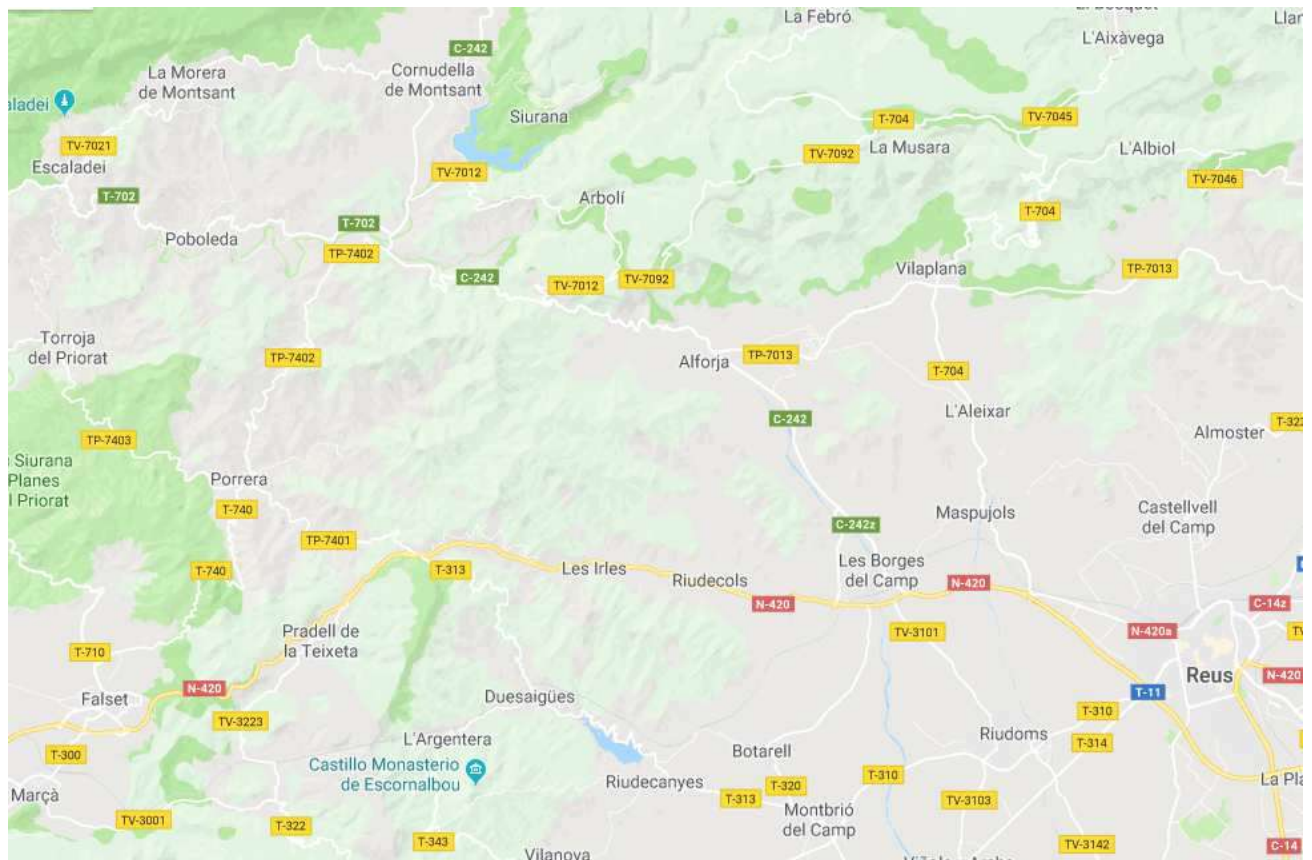 La Febró
L'Aixàvega
C-242
La Morera
de Montsant
Cornudella
de Montsant
Siurana
T-704
TV-7045
TV-7021
La Musara
TV-7092
L'Albiol
Escaladei
TV-7012
TV-7046
T-702
Arbolí
T-704
T-702
Poboleda
TP-7402
Vilaplana
TP-7013
C-242
TV-7012
TV-7092
Torroja
del Priorat
TP-7402
Alforja
TP-7013
T-704
C-242
L'Aleixar
Almoster
TP-7403
Siurana
Planes
Priorat
Porrera
T-740
Castellvell
del Camp
Maspujols
C-242z
TP-7401
Les Borges
del Camp
T-740
T-313
Les Irles
Riudecols
N-420
N-420
C-14z
Pradell de
la Teixeta
TV-3101
N-420a
T-710
Reus
N-420
N-420
Falset
Duesaigües
T-11
TV-3223
T-310
L'Argentera
Riudoms
T-314
T-300
Botarell
Castillo Monasterio
de Escornalbou
Riudecanyes
T-310
Marçà
T-320
T-313
TV-3103
Montbrió
del Camp
TV-3001
T-322
T-343
TV-3142
C-14
Vilanova